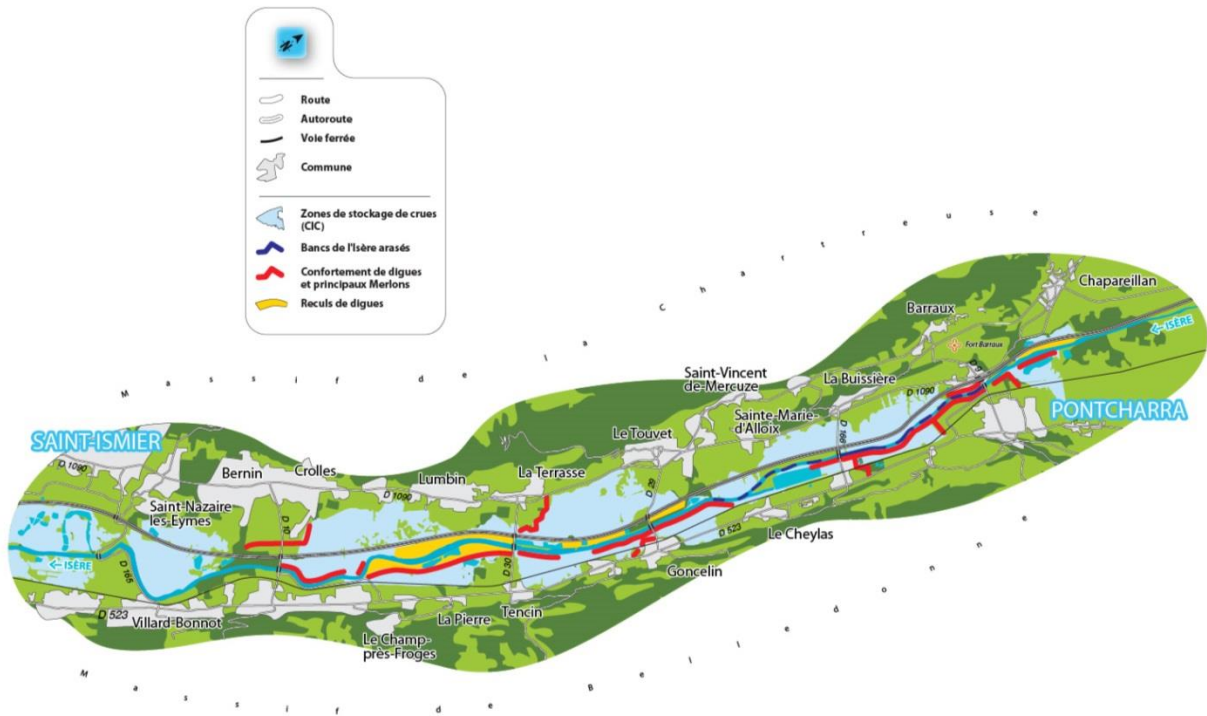 N
Route
Autoroute
Voie ferrée
Commune
Zones de stockage de crues
(CIC)
Bancs de l'Isère arasés
Confortement de digues
et principaux Merlons
Reculs de digues
Massif de la Chartreuse
Chapareillan
Barraux
← ISÈRE
Fort Barraux
Saint-Vincent
de-Mercuze
La Buissière
D 1090
PONTCHARRA
Sainte-Marie-
d'Alloix
D 166
Le Touvet
SAINT-ISMIER
D 1090
Bernin
Crolles
Lumbin
La Terrasse
D 29
D 1090
Saint-Nazaire
les-Eymes
D 10
D 523
Le Cheylas
← ISÈRE
D 165
D 30
Goncelin
D 523
Villard-Bonnot
La Pierre
Tencin
Le Champ-
près-Froges
Massif de Belledonne